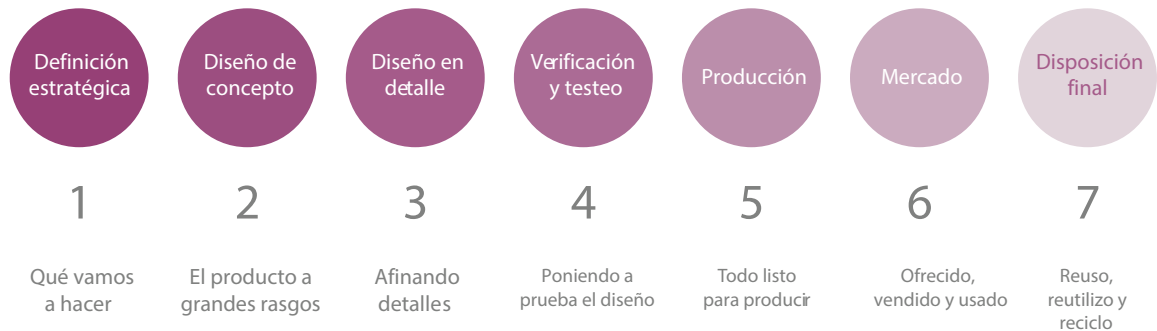 Definición
estratégica
Diseño de
concepto
Diseño en
detalle
Verificación
y testeo
Producción
Mercado
Disposición
final
1
2
3
4
5
6
7
Qué vamos
a hacer
El producto a
grandes rasgos
Afinando
detalles
Poniendo a
prueba el diseño
Todo listo
para producir
Ofrecido,
vendido y usado
Reuso,
reutilizo y
reciclo